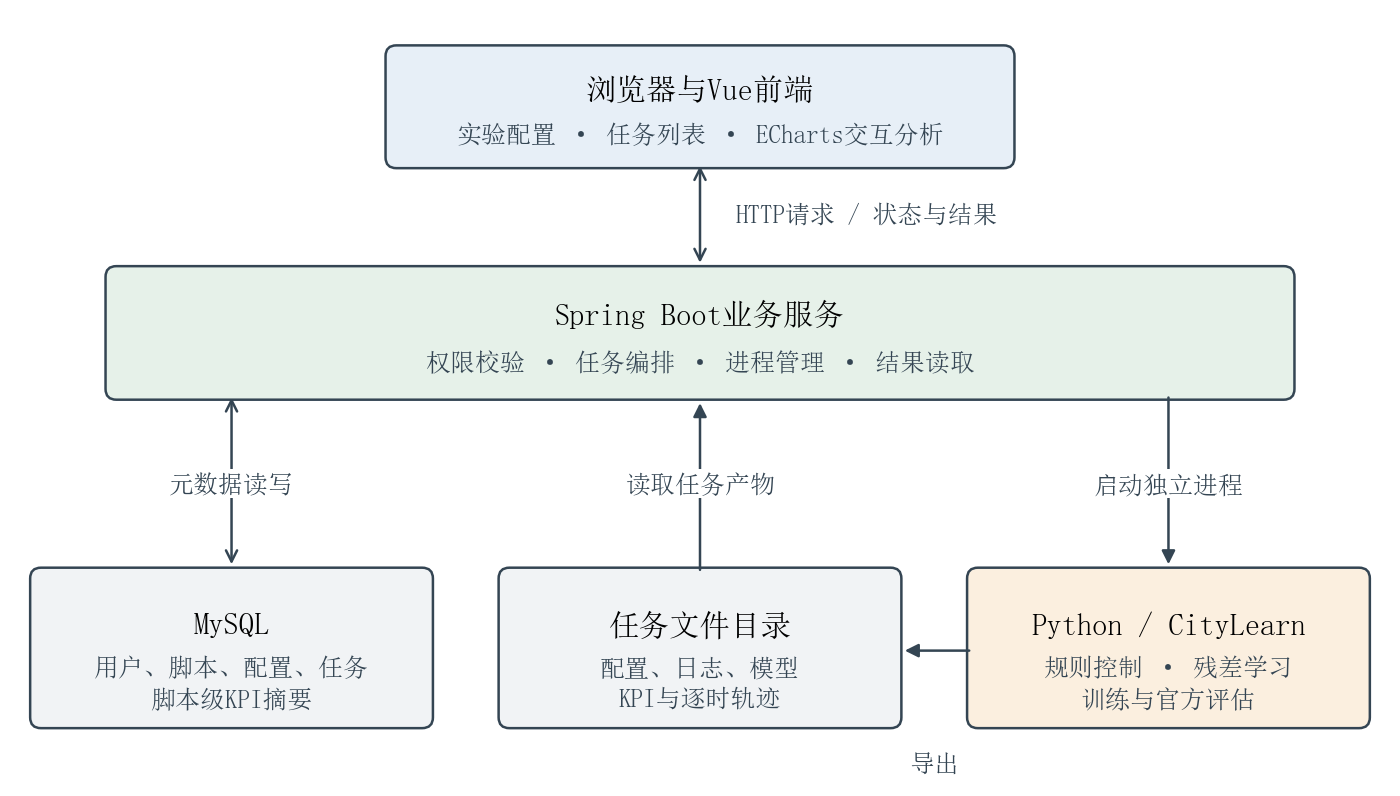 浏览器与Vue前端
实验配置 • 任务列表 • ECharts交互分析
HTTP请求 / 状态与结果
Spring Boot业务服务
权限校验 • 任务编排 • 进程管理 • 结果读取
元数据读写
读取任务产物
启动独立进程
MySQL
用户、脚本、配置、任务
脚本级KPI摘要
任务文件目录
配置、日志、模型
KPI与逐时轨迹
Python / CityLearn
规则控制 • 残差学习
训练与官方评估
导出